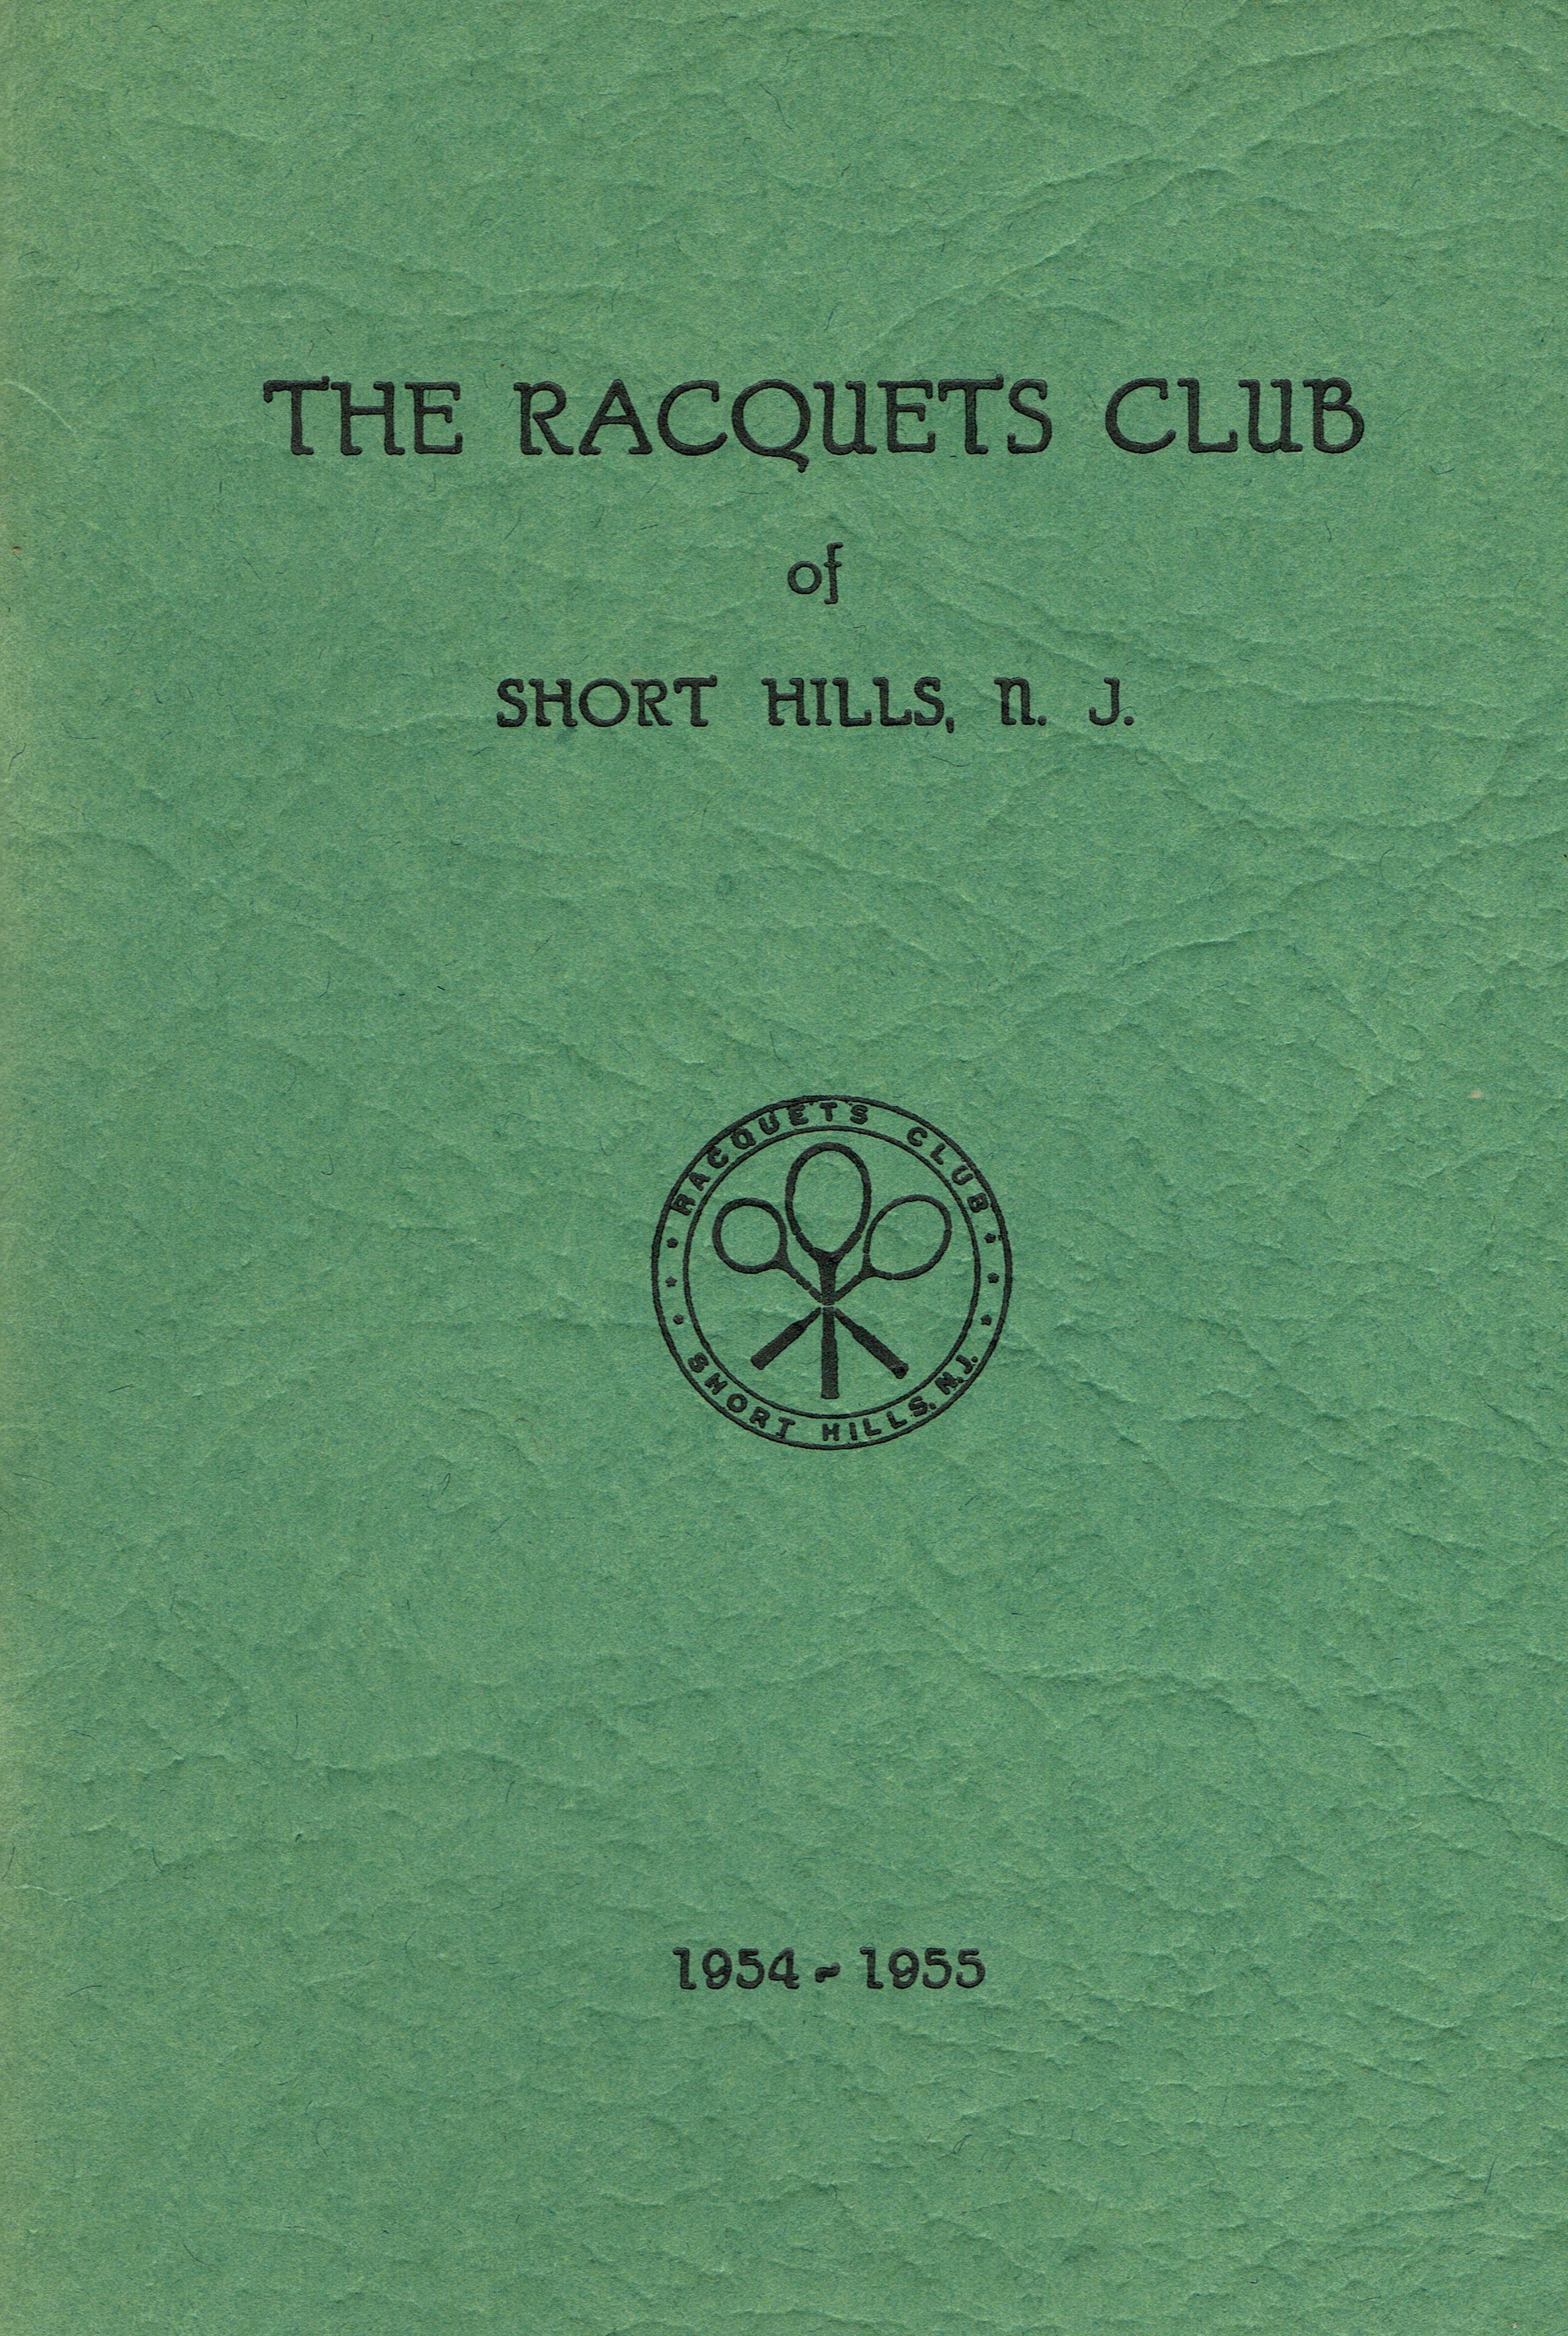 THE RACQUETS CLUB
of
SHORT HILLS, N. J.
RACQUETS CLUB
SHORT HILLS, N.J.
1954-1955